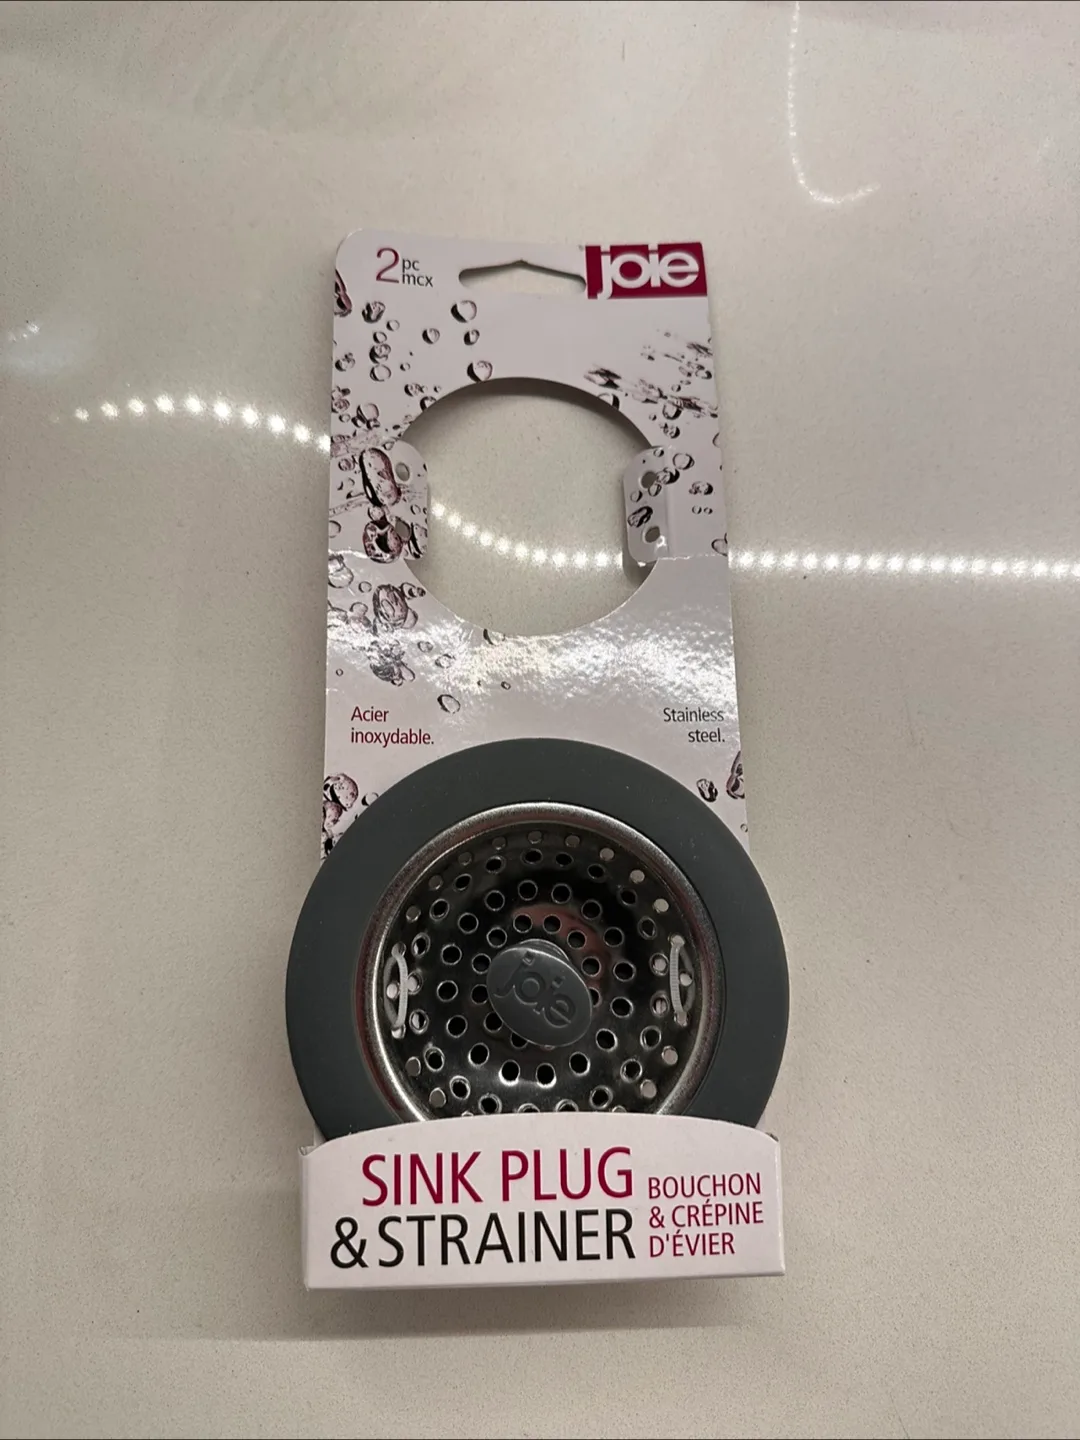 2 pc
mcx
joie
Acier
inoxydable.
Stainless
steel.
joie
SINK PLUG
& STRAINER
BOUCHON
& CRÉPINE
D'ÉVIER